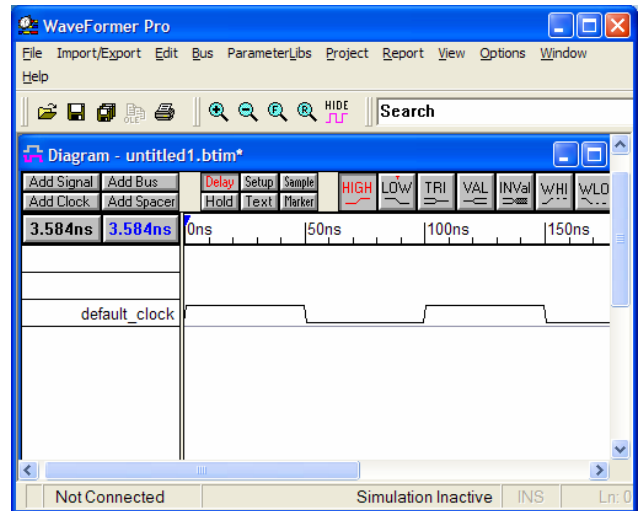 WaveFormer Pro
File Import/Export Edit Bus ParameterLibs Project Report View Options Window
Help
OLE HIDE Search
Diagram - untitled1.btim*
Add Signal Add Bus Delay Setup Sample HIGH LOW TRI VAL INVal WHI WLO
Add Clock Add Spacer Hold Text Marker
3.584ns 3.584ns 0ns 50ns 100ns 150ns
default_clock
Not Connected Simulation Inactive INS Ln: 0